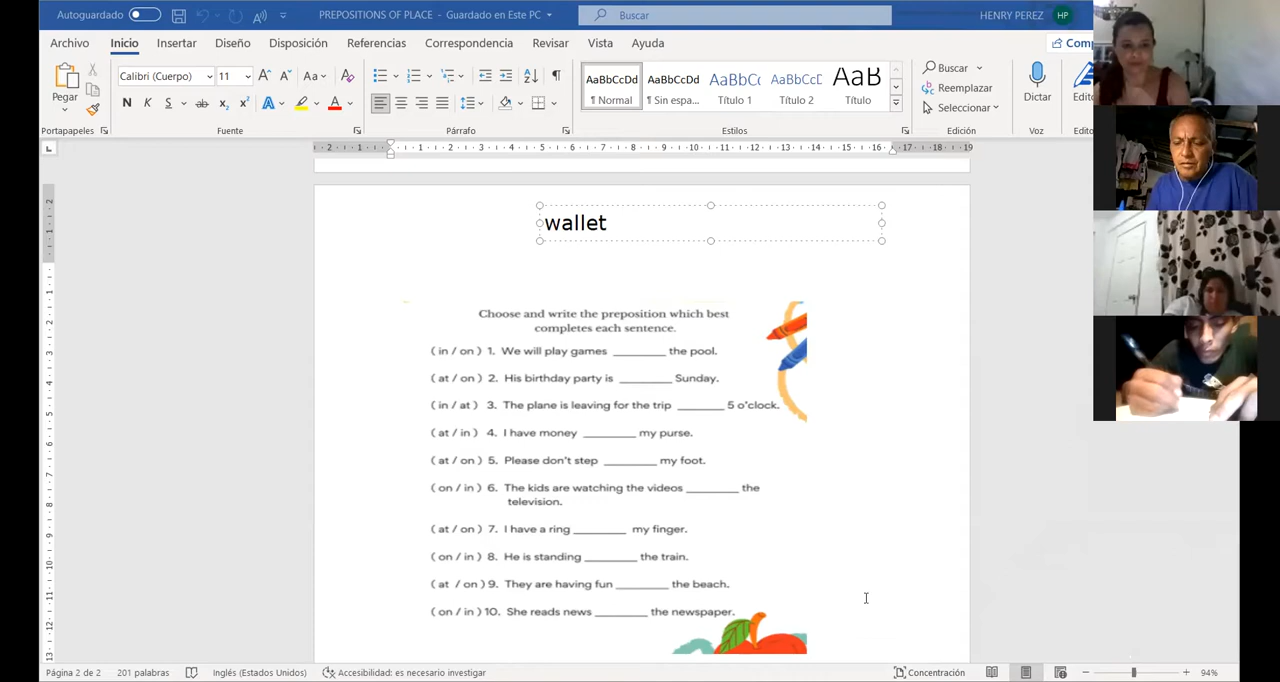 Autoguardado
PREPOSITIONS OF PLACE - Guardado en Este PC
Buscar
HENRY PEREZ HP
Archivo Inicio Insertar Diseño Disposición Referencias Correspondencia Revisar Vista Ayuda
Pegar
Calibri (Cuerpo) 11
AaBbCcDd AaBbCcDd AaBbCc AaBbCcD AaB
¶ Normal ¶ Sin espa... Título 1 Título 2 Título
Buscar
Reemplazar
Seleccionar
Dictar
Portapapeles Fuente Párrafo Estilos Edición Voz
wallet
Choose and write the preposition which best
completes each sentence.
( in / on ) 1. We will play games ________ the pool.
( at / on ) 2. His birthday party is ________ Sunday.
( in / at ) 3. The plane is leaving for the trip ________ 5 o'clock.
( at / in ) 4. I have money ________ my purse.
( at / on ) 5. Please don't step ________ my foot.
( on / in ) 6. The kids are watching the videos ________ the
television.
( at / on ) 7. I have a ring ________ my finger.
( on / in ) 8. He is standing ________ the train.
( at / on ) 9. They are having fun ________ the beach.
( on / in ) 10. She reads news ________ the newspaper.
Página 2 de 2 201 palabras Inglés (Estados Unidos) Accesibilidad: es necesario investigar Concentración 94%